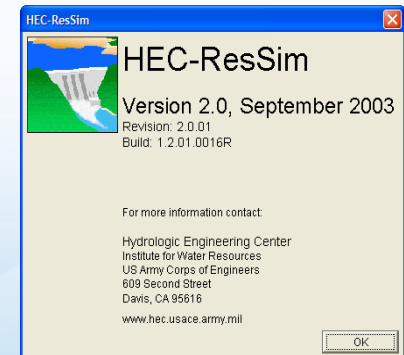 HEC-ResSim
HEC-ResSim
Version 2.0, September 2003
Revision: 2.0.01
Build: 1.2.01.0016R
For more information contact:
Hydrologic Engineering Center
Institute for Water Resources
US Army Corps of Engineers
609 Second Street
Davis, CA 95616
www.hec.usace.army.mil
OK